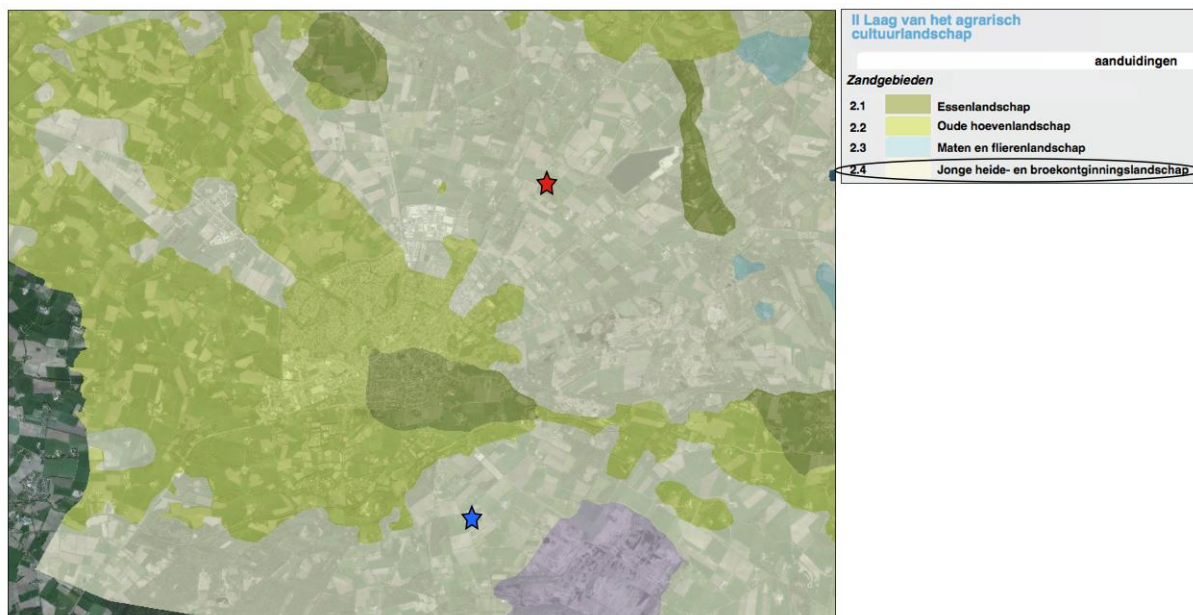 II Laag van het agrarisch
cultuurlandschap
aanduidingen
Zandgebieden
2.1 Essenlandschap
2.2 Oude hoevenlandschap
2.3 Maten en flierenlandschap
2.4 Jonge heide- en broekontginningslandschap